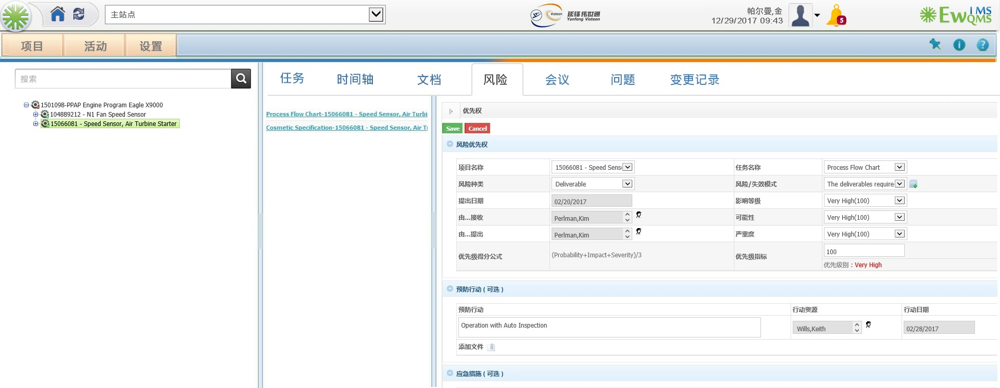 主站点
Visteon
延锋伟世通
Yanfeng Visteon
帕尔曼,金
12/29/2017 09:43
5
EwIMS
QMS
项目
活动
设置
搜索
任务
时间轴
文档
风险
会议
问题
变更记录
1501098-PPAP Engine Program Eagle X9000
104889212 - N1 Fan Speed Sensor
15066081 - Speed Sensor, Air Turbine Starter
Process Flow Chart-15066081 - Speed Sensor, Air Turbi
Cosmetic Specification-15066081 - Speed Sensor, Air T
优先权
Save
Cancel
风险优先权
项目名称
15066081 - Speed Sens
任务名称
Process Flow Chart
风险种类
Deliverable
风险/失效模式
The deliverables require
提出日期
02/20/2017
影响等级
Very High(100)
由...接收
Perlman,Kim
可能性
Very High(100)
由...提出
Perlman,Kim
严重度
Very High(100)
优先级得分公式
(Probability+Impact+Severity)/3
优先级指标
100
优先级别 : Very High
预防行动 ( 可选 )
预防行动
行动资源
行动日期
Operation with Auto Inspection
Wills,Keith
02/28/2017
添加文件
应急措施 ( 可选 )